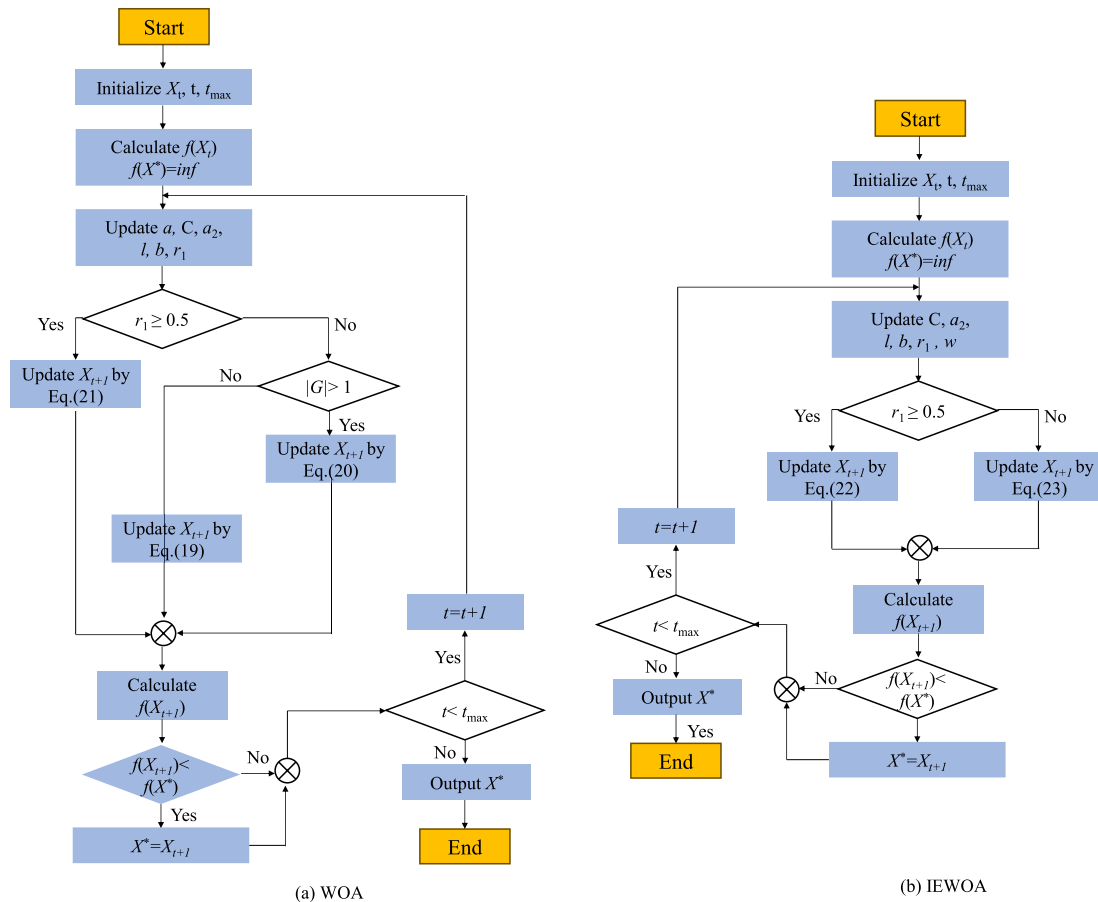 Start
Initialize Xₜ, t, t_max
Calculate f(Xₜ)
f(X*)=inf
Update a, C, a₂,
l, b, r₁
r₁ ≥ 0.5
Yes
No
Update Xₜ₊₁ by
Eq.(21)
|G|> 1
No
Yes
Update Xₜ₊₁ by
Eq.(20)
Update Xₜ₊₁ by
Eq.(19)
Calculate
f(Xₜ₊₁)
f(Xₜ₊₁)<
f(X*)
No
Yes
X*=Xₜ₊₁
t=t+1
Yes
t< t_max
No
Output X*
End
(a) WOA
Start
Initialize Xₜ, t, t_max
Calculate f(Xₜ)
f(X*)=inf
Update C, a₂,
l, b, r₁ , w
r₁ ≥ 0.5
Yes
No
Update Xₜ₊₁ by
Eq.(22)
Update Xₜ₊₁ by
Eq.(23)
Calculate
f(Xₜ₊₁)
f(Xₜ₊₁)<
f(X*)
No
X*=Xₜ₊₁
t=t+1
Yes
t< t_max
No
Output X*
Yes
End
(b) IEWOA